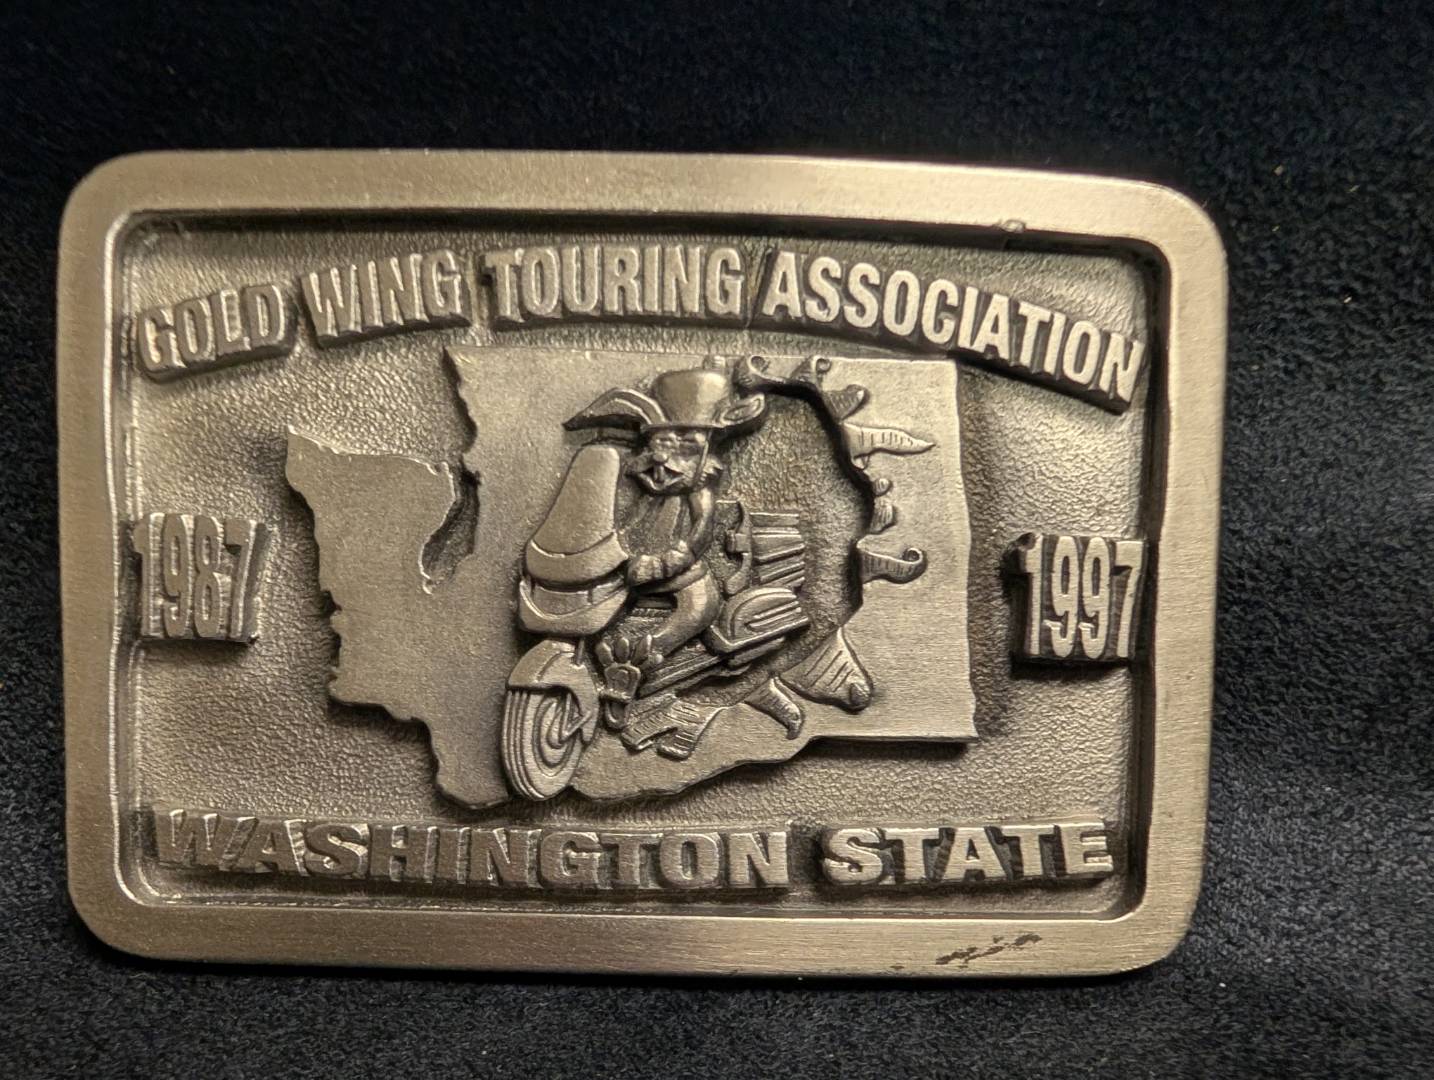 GOLD WING TOURING ASSOCIATION
1987
1997
WASHINGTON STATE